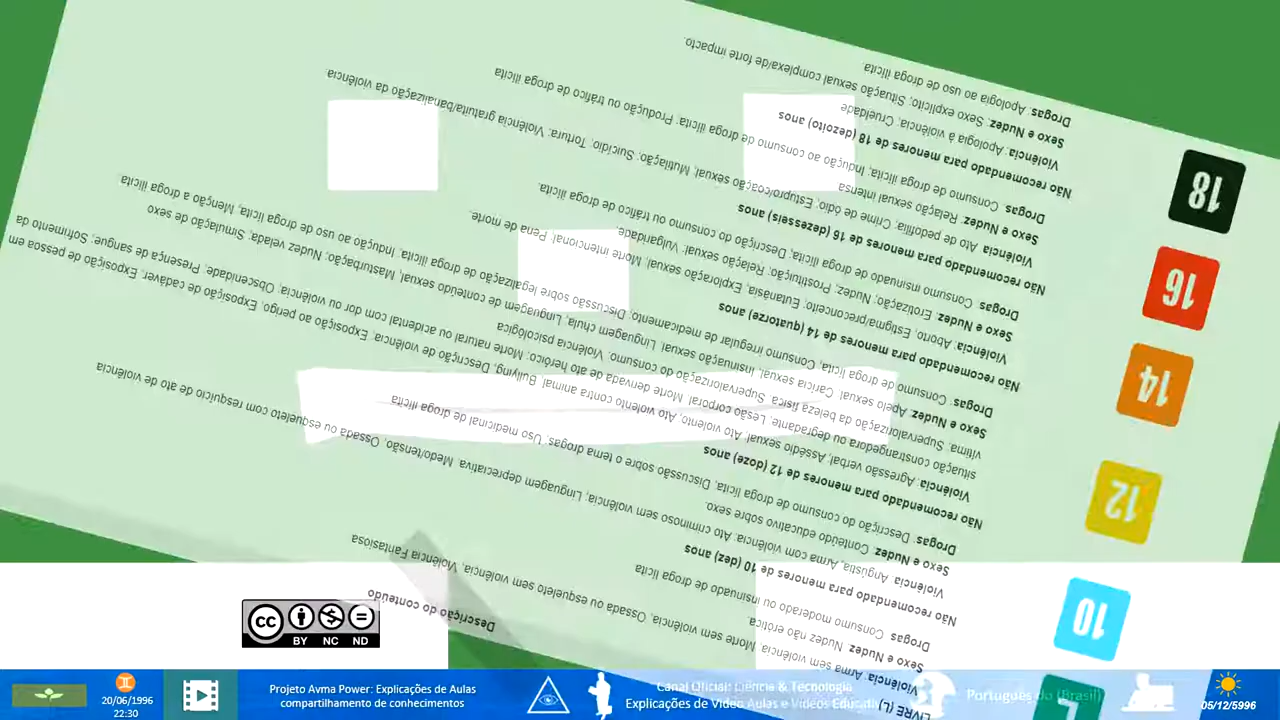 Descrição do conteúdo
LIVRE (L),
Violência: Arma sem violência, Morte sem violência, Ossada ou esqueleto sem violência, Violência Fantasiosa
Sexo e Nudez: Nudez não erótica
Drogas: Consumo moderado ou insinuado de droga lícita
Não recomendado para menores de 10 (dez) anos
Violência: Angústia, Arma com violência; Ato criminoso sem violência, Linguagem depreciativa, Medo/tensão, Ossada ou esqueleto com resquício de ato de violência
Sexo e Nudez: Conteúdo educativo sobre sexo.
Drogas: Descrição do consumo de droga lícita, Discussão sobre o tema drogas, Uso medicinal de droga ilícita
Não recomendado para menores de 12 (doze) anos
Violência: Agressão verbal, Assédio sexual, Ato violento, Ato violento contra animal, Bullying, Descrição de violência, Exposição ao perigo, Exposição de cadáver, Exposição de pessoa em
situação constrangedora ou degradante, Lesão corporal, Morte derivada de ato heróico; Morte natural ou acidental com dor ou violência; Obscenidade, Presença de sangue; Sofrimento da
vítima, Supervalorização da beleza física, Supervalorização do consumo, Violência psicológica
Sexo e Nudez: Apelo sexual, Carícia sexual, Insinuação sexual, Linguagem chula, Linguagem de conteúdo sexual, Masturbação; Nudez velada; Simulação de sexo
Drogas: Consumo de droga lícita, Consumo irregular de medicamento; Discussão sobre legalização de droga ilícita, Indução ao uso de droga lícita, Menção a droga ilícita
Não recomendado para menores de 14 (quatorze) anos
Violência: Aborto, Estigma/preconceito; Eutanásia, Exploração sexual, Morte intencional, Pena de morte.
Sexo e Nudez: Erotização; Nudez; Prostituição; Relação sexual; Vulgaridade.
Drogas: Consumo insinuado de droga ilícita; Descrição do consumo ou tráfico de droga ilícita.
Não recomendado para menores de 16 (dezesseis) anos
Violência: Ato de pedofilia; Crime de ódio; Estupro/coação sexual, Mutilação, Suicídio; Tortura; Violência gratuita/banalização da violência
Sexo e Nudez: Relação sexual intensa
Drogas: Consumo de droga ilícita, Indução ao consumo de droga ilícita; Produção ou tráfico de droga ilícita
Não recomendado para menores de 18 (dezoito) anos
Violência: Apologia à violência; Crueldade
Sexo e Nudez: Sexo explícito; Situação sexual complexa/de forte impacto.
Drogas: Apologia ao uso de droga ilícita
L
10
12
14
16
18
cc
BY NC ND
20/06/1996
22:30
Projeto Avma Power: Explicações de Aulas
compartilhamento de conhecimentos
Canal Oficial: Ciência & Tecnologia
Explicações de Vídeo Aulas e Vídeos Educativos
Português do (Brasil)
05/12/5996